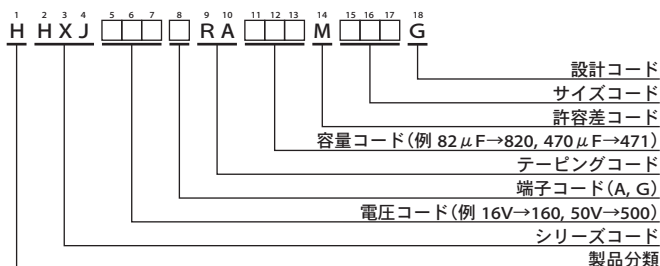 1 2 3 4 5 6 7 8 9 10 11 12 13 14 15 16 17 18
H HXJ □□□ □ RA □□□ M □□□ G
設計コード
サイズコード
許容差コード
容量コード（例 82μF→820, 470μF→471）
テーピングコード
端子コード（A, G）
電圧コード（例 16V→160, 50V→500）
シリーズコード
製品分類